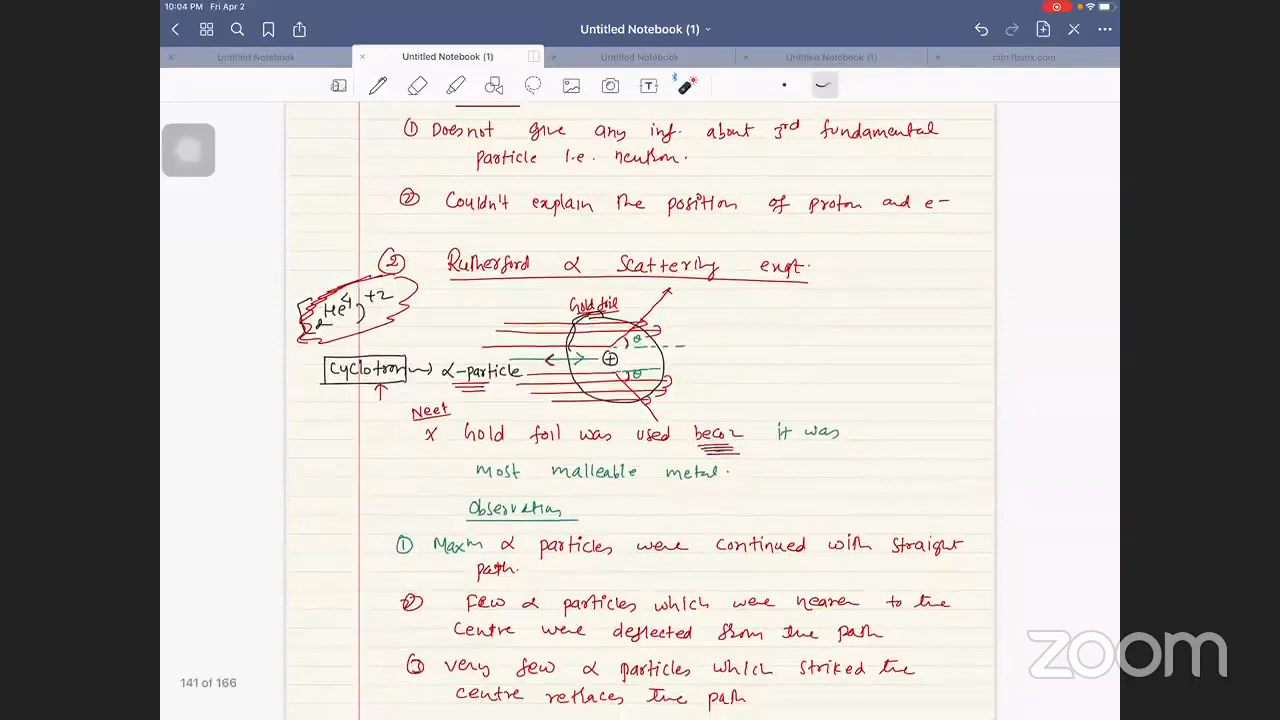 10:04 PM Fri Apr 2
Untitled Notebook (1)
Untitled Notebook
Untitled Notebook (1)
Untitled Notebook
Untitled Notebook (1)
① Does not give any inf. about 3rd fundamental
particle i.e. neutron.
② Couldn't explain the position of proton and e-
② Rutherford α Scattering expt.
Gold foil
[2He4]+2
θ
+
θ
Cyclotron → α-particle
Neet
x Gold foil was used becoz it was
most malleable metal.
Observation
① Maxm α particles were continued with straight
path.
② Few α particles which were nearer to the
centre were deflected from the path
③ very few α particles which striked the
centre retraces the path
141 of 166
zoom